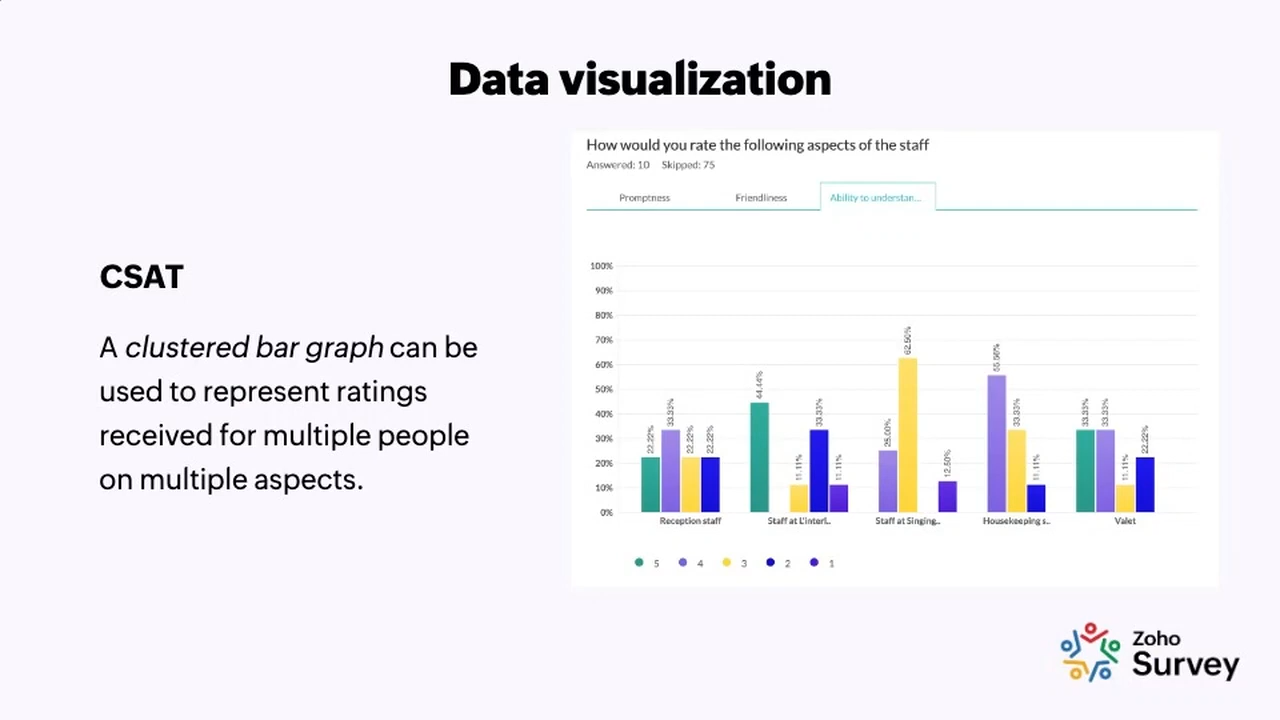 Data visualization
CSAT
A clustered bar graph can be
used to represent ratings
received for multiple people
on multiple aspects.
How would you rate the following aspects of the staff
Answered: 10 Skipped: 75
Promptness Friendliness Ability to understan...
100%
90%
80%
70%
60%
50%
40%
30%
20%
10%
0%
22.22% 33.33% 22.22% 22.22%
44.44% 11.11% 33.33% 11.11%
25.00% 62.50% 12.50%
55.56% 33.33% 11.11%
33.33% 33.33% 11.11% 22.22%
Reception staff Staff at L'interl.. Staff at Singing.. Housekeeping s.. Valet
5 4 3 2 1
Zoho
Survey